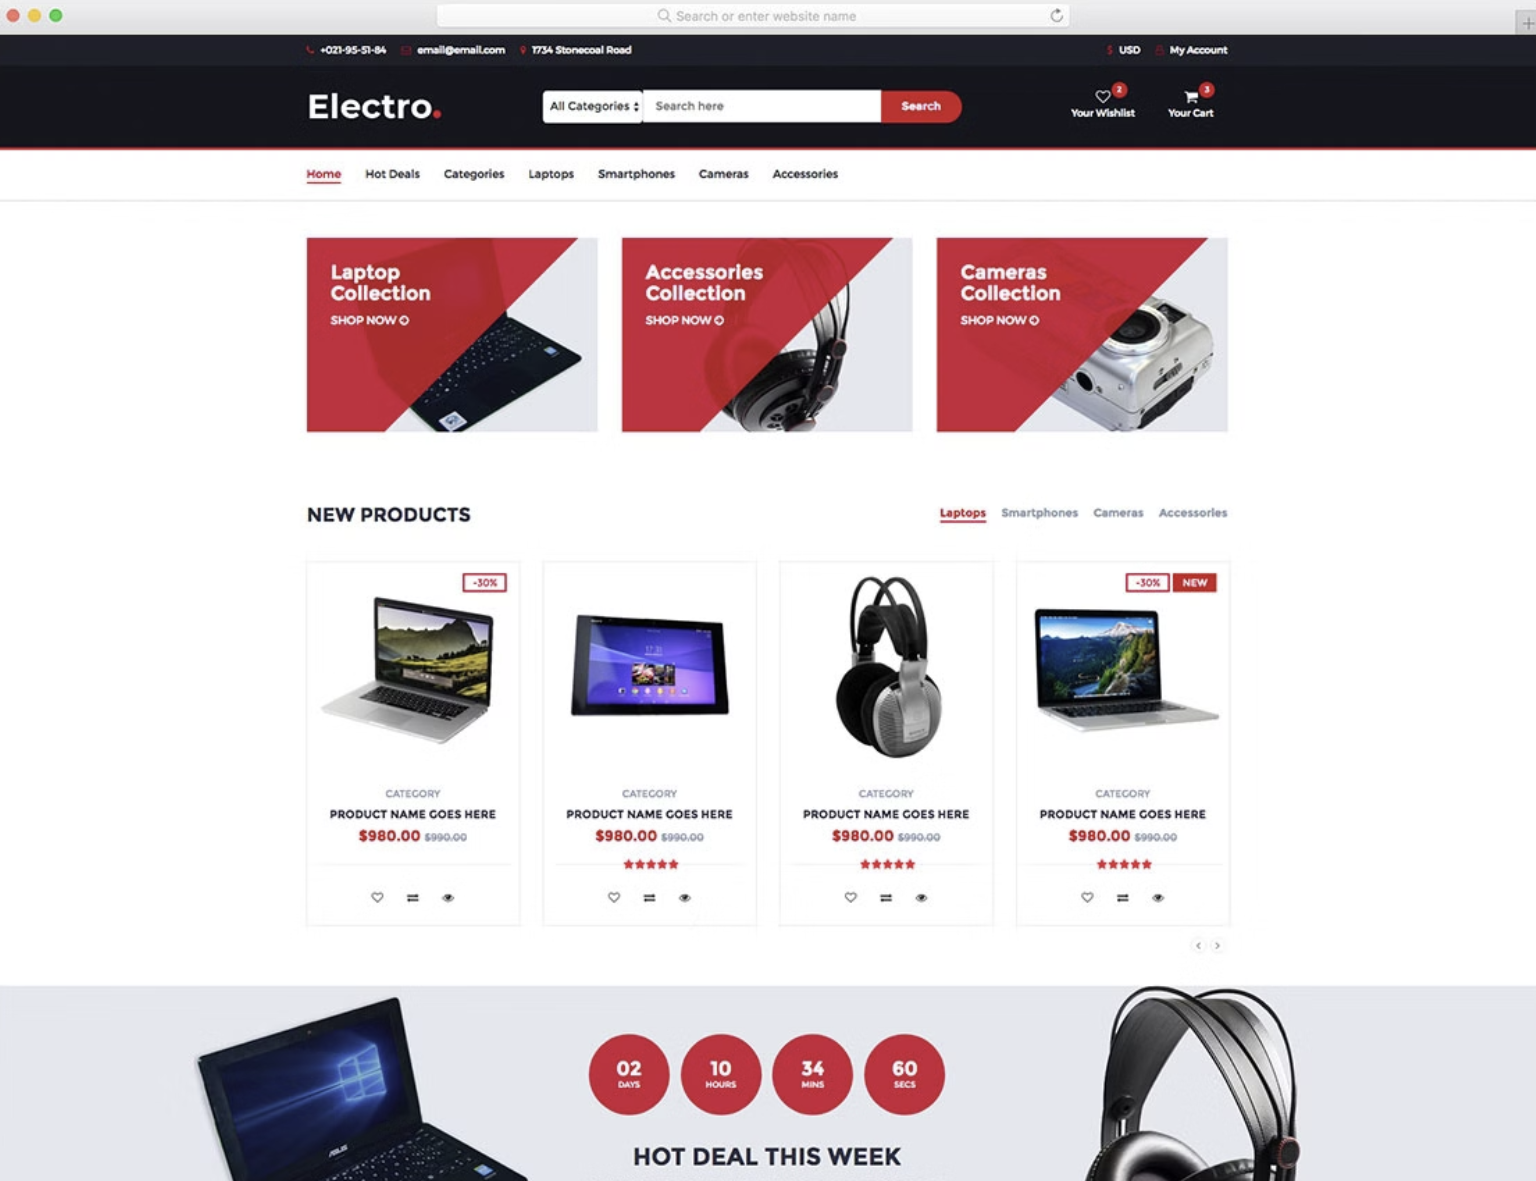 Search or enter website name
+021-95-51-84 email@email.com 1734 Stonecoal Road $ USD My Account
Electro.
All Categories Search here Search
2 3
Your Wishlist Your Cart
Home Hot Deals Categories Laptops Smartphones Cameras Accessories
Laptop
Collection
SHOP NOW
Accessories
Collection
SHOP NOW
Cameras
Collection
SHOP NOW
NEW PRODUCTS
Laptops Smartphones Cameras Accessories
-30%
CATEGORY
PRODUCT NAME GOES HERE
$980.00 $990.00
17:31
CATEGORY
PRODUCT NAME GOES HERE
$980.00 $990.00
CATEGORY
PRODUCT NAME GOES HERE
$980.00 $990.00
-30% NEW
CATEGORY
PRODUCT NAME GOES HERE
$980.00 $990.00
02 DAYS
10 HOURS
34 MINS
60 SECS
HOT DEAL THIS WEEK
ASUS